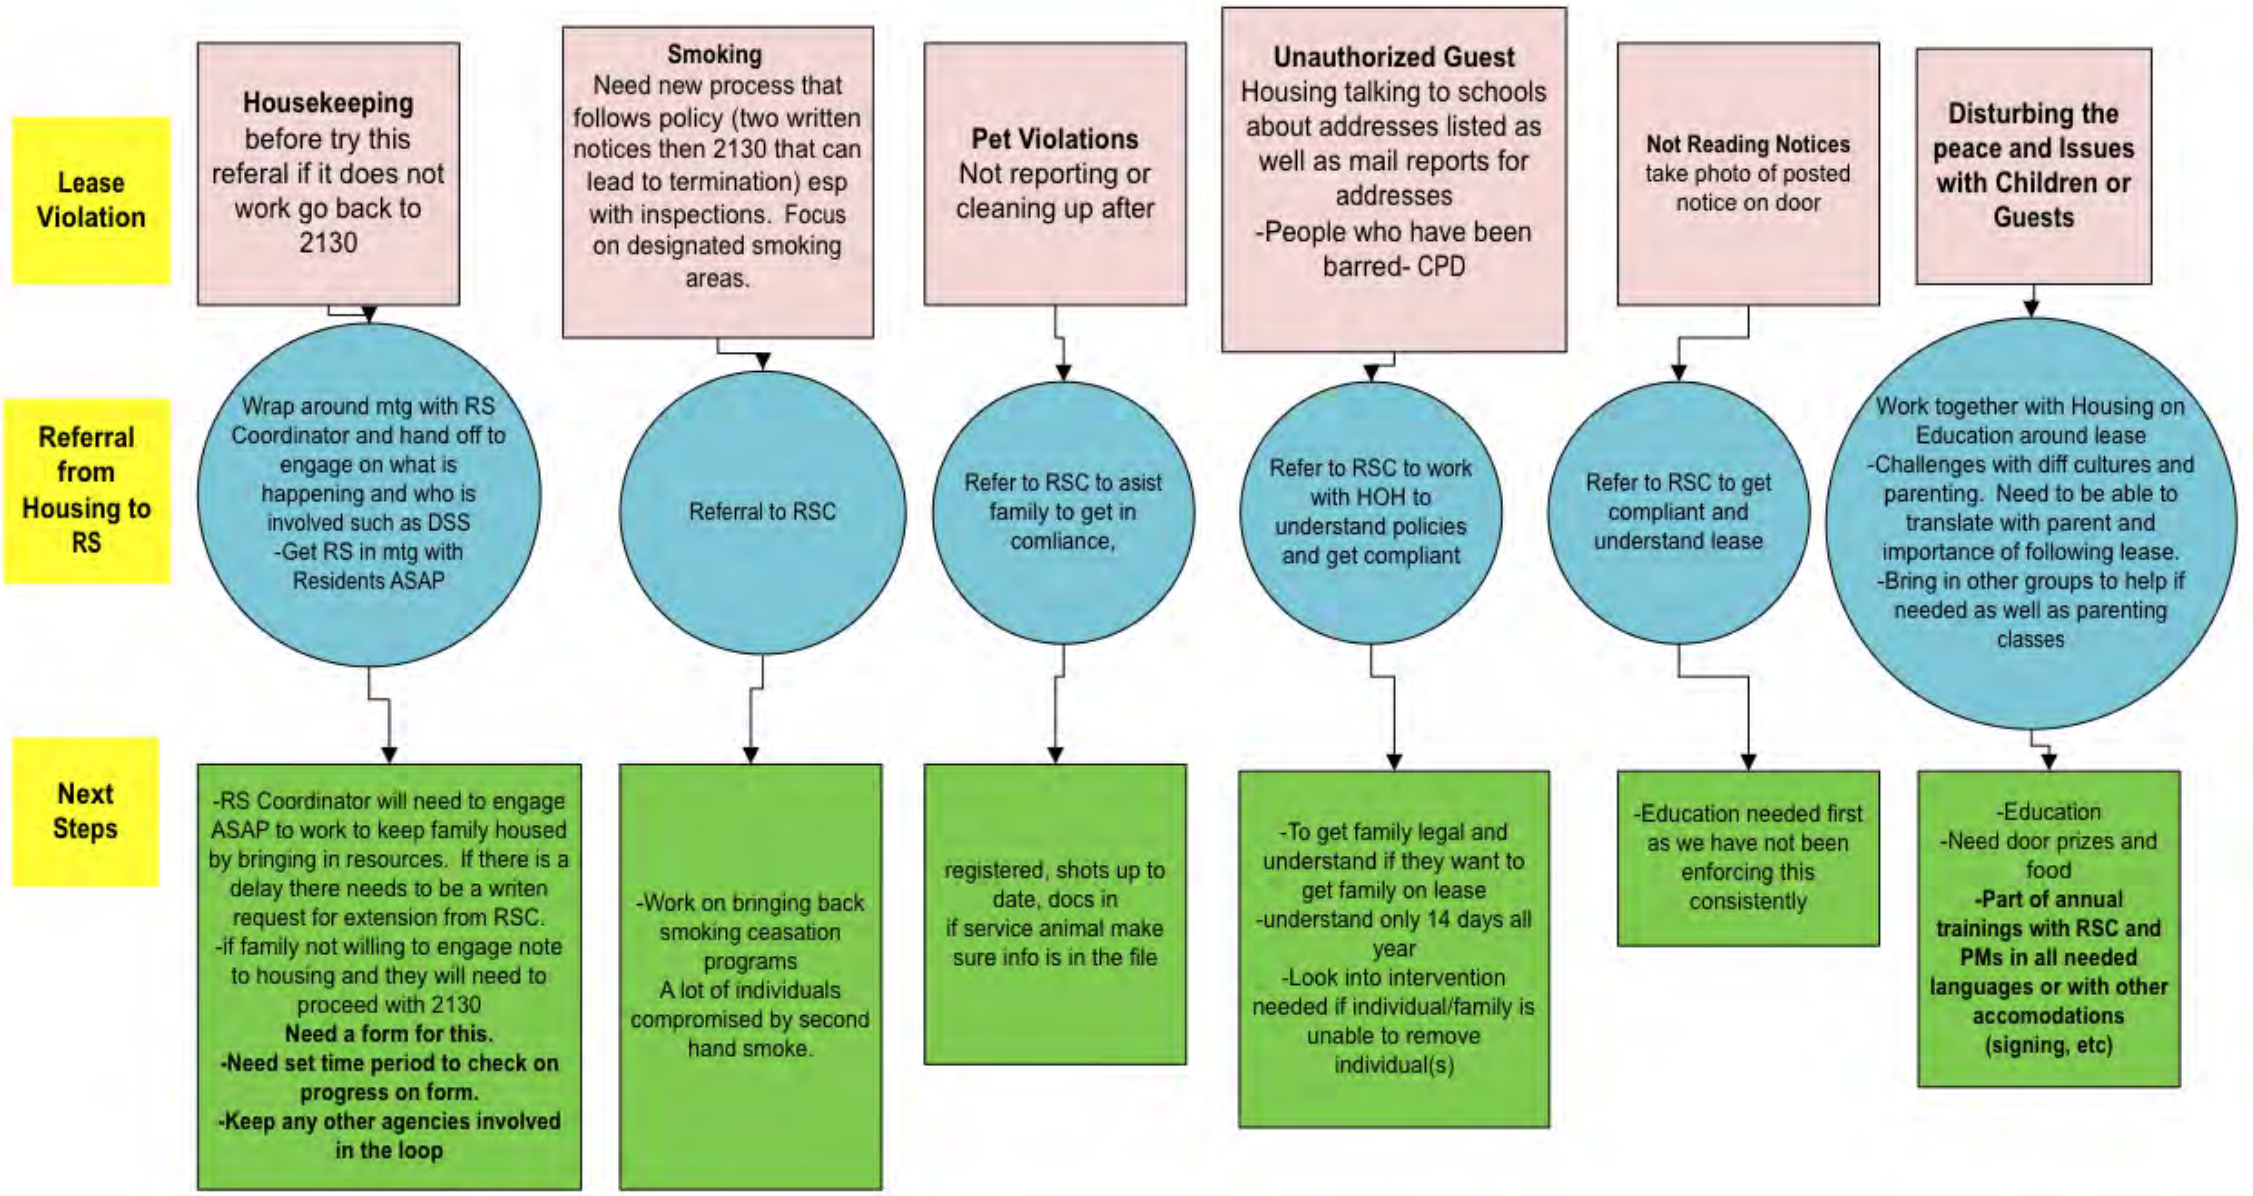 Lease
Violation
Housekeeping
before try this
referal if it does not
work go back to
2130
Smoking
Need new process that
follows policy (two written
notices then 2130 that can
lead to termination) esp
with inspections. Focus
on designated smoking
areas.
Pet Violations
Not reporting or
cleaning up after
Unauthorized Guest
Housing talking to schools
about addresses listed as
well as mail reports for
addresses
-People who have been
barred- CPD
Not Reading Notices
take photo of posted
notice on door
Disturbing the
peace and Issues
with Children or
Guests
Referral
from
Housing to
RS
Wrap around mtg with RS
Coordinator and hand off to
engage on what is
happening and who is
involved such as DSS
-Get RS in mtg with
Residents ASAP
Referral to RSC
Refer to RSC to asist
family to get in
comliance,
Refer to RSC to work
with HOH to
understand policies
and get compliant
Refer to RSC to get
compliant and
understand lease
Work together with Housing on
Education around lease
-Challenges with diff cultures and
parenting. Need to be able to
translate with parent and
importance of following lease.
-Bring in other groups to help if
needed as well as parenting
classes
Next
Steps
-RS Coordinator will need to engage
ASAP to work to keep family housed
by bringing in resources. If there is a
delay there needs to be a writen
request for extension from RSC.
-if family not willing to engage note
to housing and they will need to
proceed with 2130
Need a form for this.
-Need set time period to check on
progress on form.
-Keep any other agencies involved
in the loop
-Work on bringing back
smoking ceasation
programs
A lot of individuals
compromised by second
hand smoke.
registered, shots up to
date, docs in
if service animal make
sure info is in the file
-To get family legal and
understand if they want to
get family on lease
-understand only 14 days all
year
-Look into intervention
needed if individual/family is
unable to remove
individual(s)
-Education needed first
as we have not been
enforcing this
consistently
-Education
-Need door prizes and
food
-Part of annual
trainings with RSC and
PMs in all needed
languages or with other
accomodations
(signing, etc)